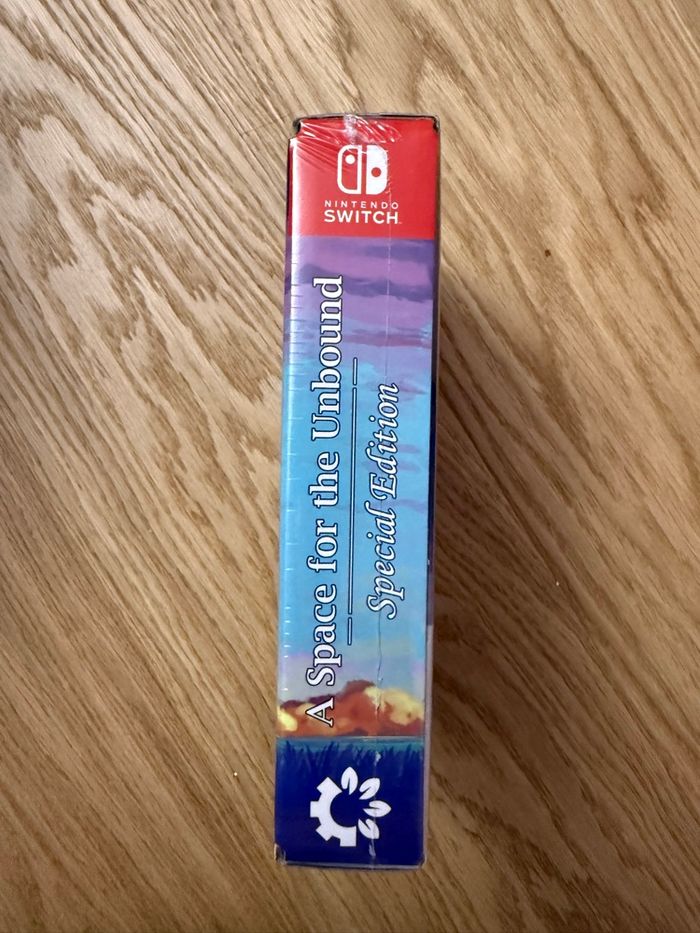 NINTENDO
SWITCH
A Space for the Unbound
Special Edition